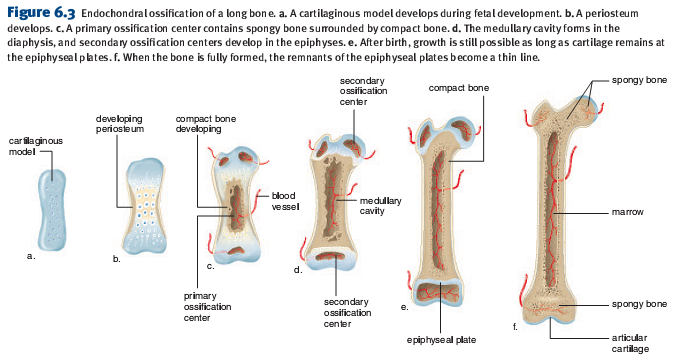 Figure 6.3 Endochondral ossification of a long bone. a. A cartilaginous model develops during fetal development. b. A periosteum
develops. c. A primary ossification center contains spongy bone surrounded by compact bone. d. The medullary cavity forms in the
diaphysis, and secondary ossification centers develop in the epiphyses. e. After birth, growth is still possible as long as cartilage remains at
the epiphyseal plates. f. When the bone is fully formed, the remnants of the epiphyseal plates become a thin line.
cartilaginous
model
a.
developing
periosteum
b.
compact bone
developing
blood
vessel
c.
primary
ossification
center
secondary
ossification
center
medullary
cavity
d.
secondary
ossification
center
compact bone
e.
epiphyseal plate
spongy bone
marrow
spongy bone
f.
articular
cartilage